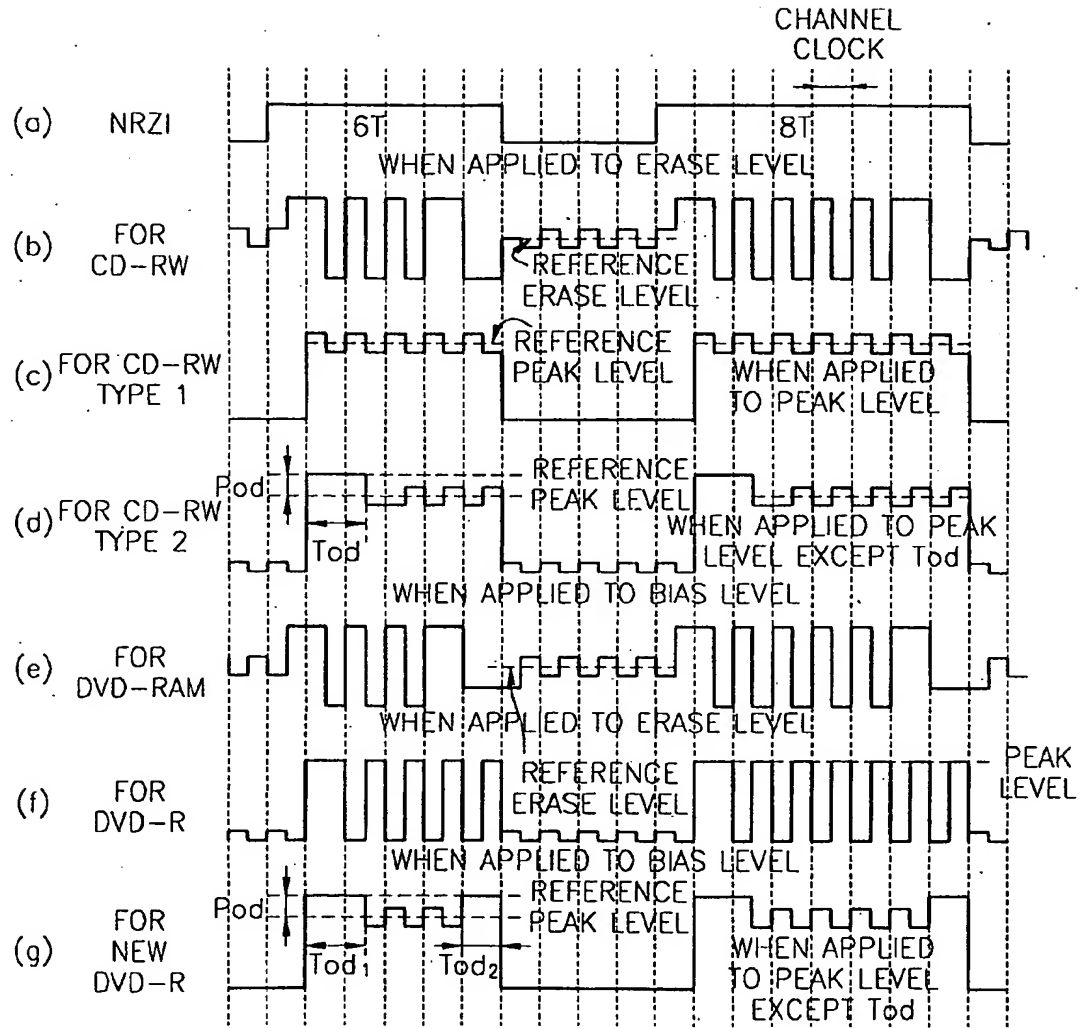 CHANNEL
CLOCK
(a) NRZI
6T
8T
WHEN APPLIED TO ERASE LEVEL
(b) FOR
CD-RW
REFERENCE
ERASE LEVEL
(c) FOR CD-RW
TYPE 1
REFERENCE
PEAK LEVEL
WHEN APPLIED
TO PEAK LEVEL
Pod
(d) FOR CD-RW
TYPE 2
Tod
REFERENCE
PEAK LEVEL
WHEN APPLIED TO PEAK
LEVEL EXCEPT Tod
WHEN APPLIED TO BIAS LEVEL
(e) FOR
DVD-RAM
WHEN APPLIED TO ERASE LEVEL
REFERENCE
ERASE LEVEL
PEAK
LEVEL
(f) FOR
DVD-R
WHEN APPLIED TO BIAS LEVEL
Pod
REFERENCE
PEAK LEVEL
(g) FOR
NEW
DVD-R
Tod1
Tod2
WHEN APPLIED
TO PEAK LEVEL
EXCEPT Tod